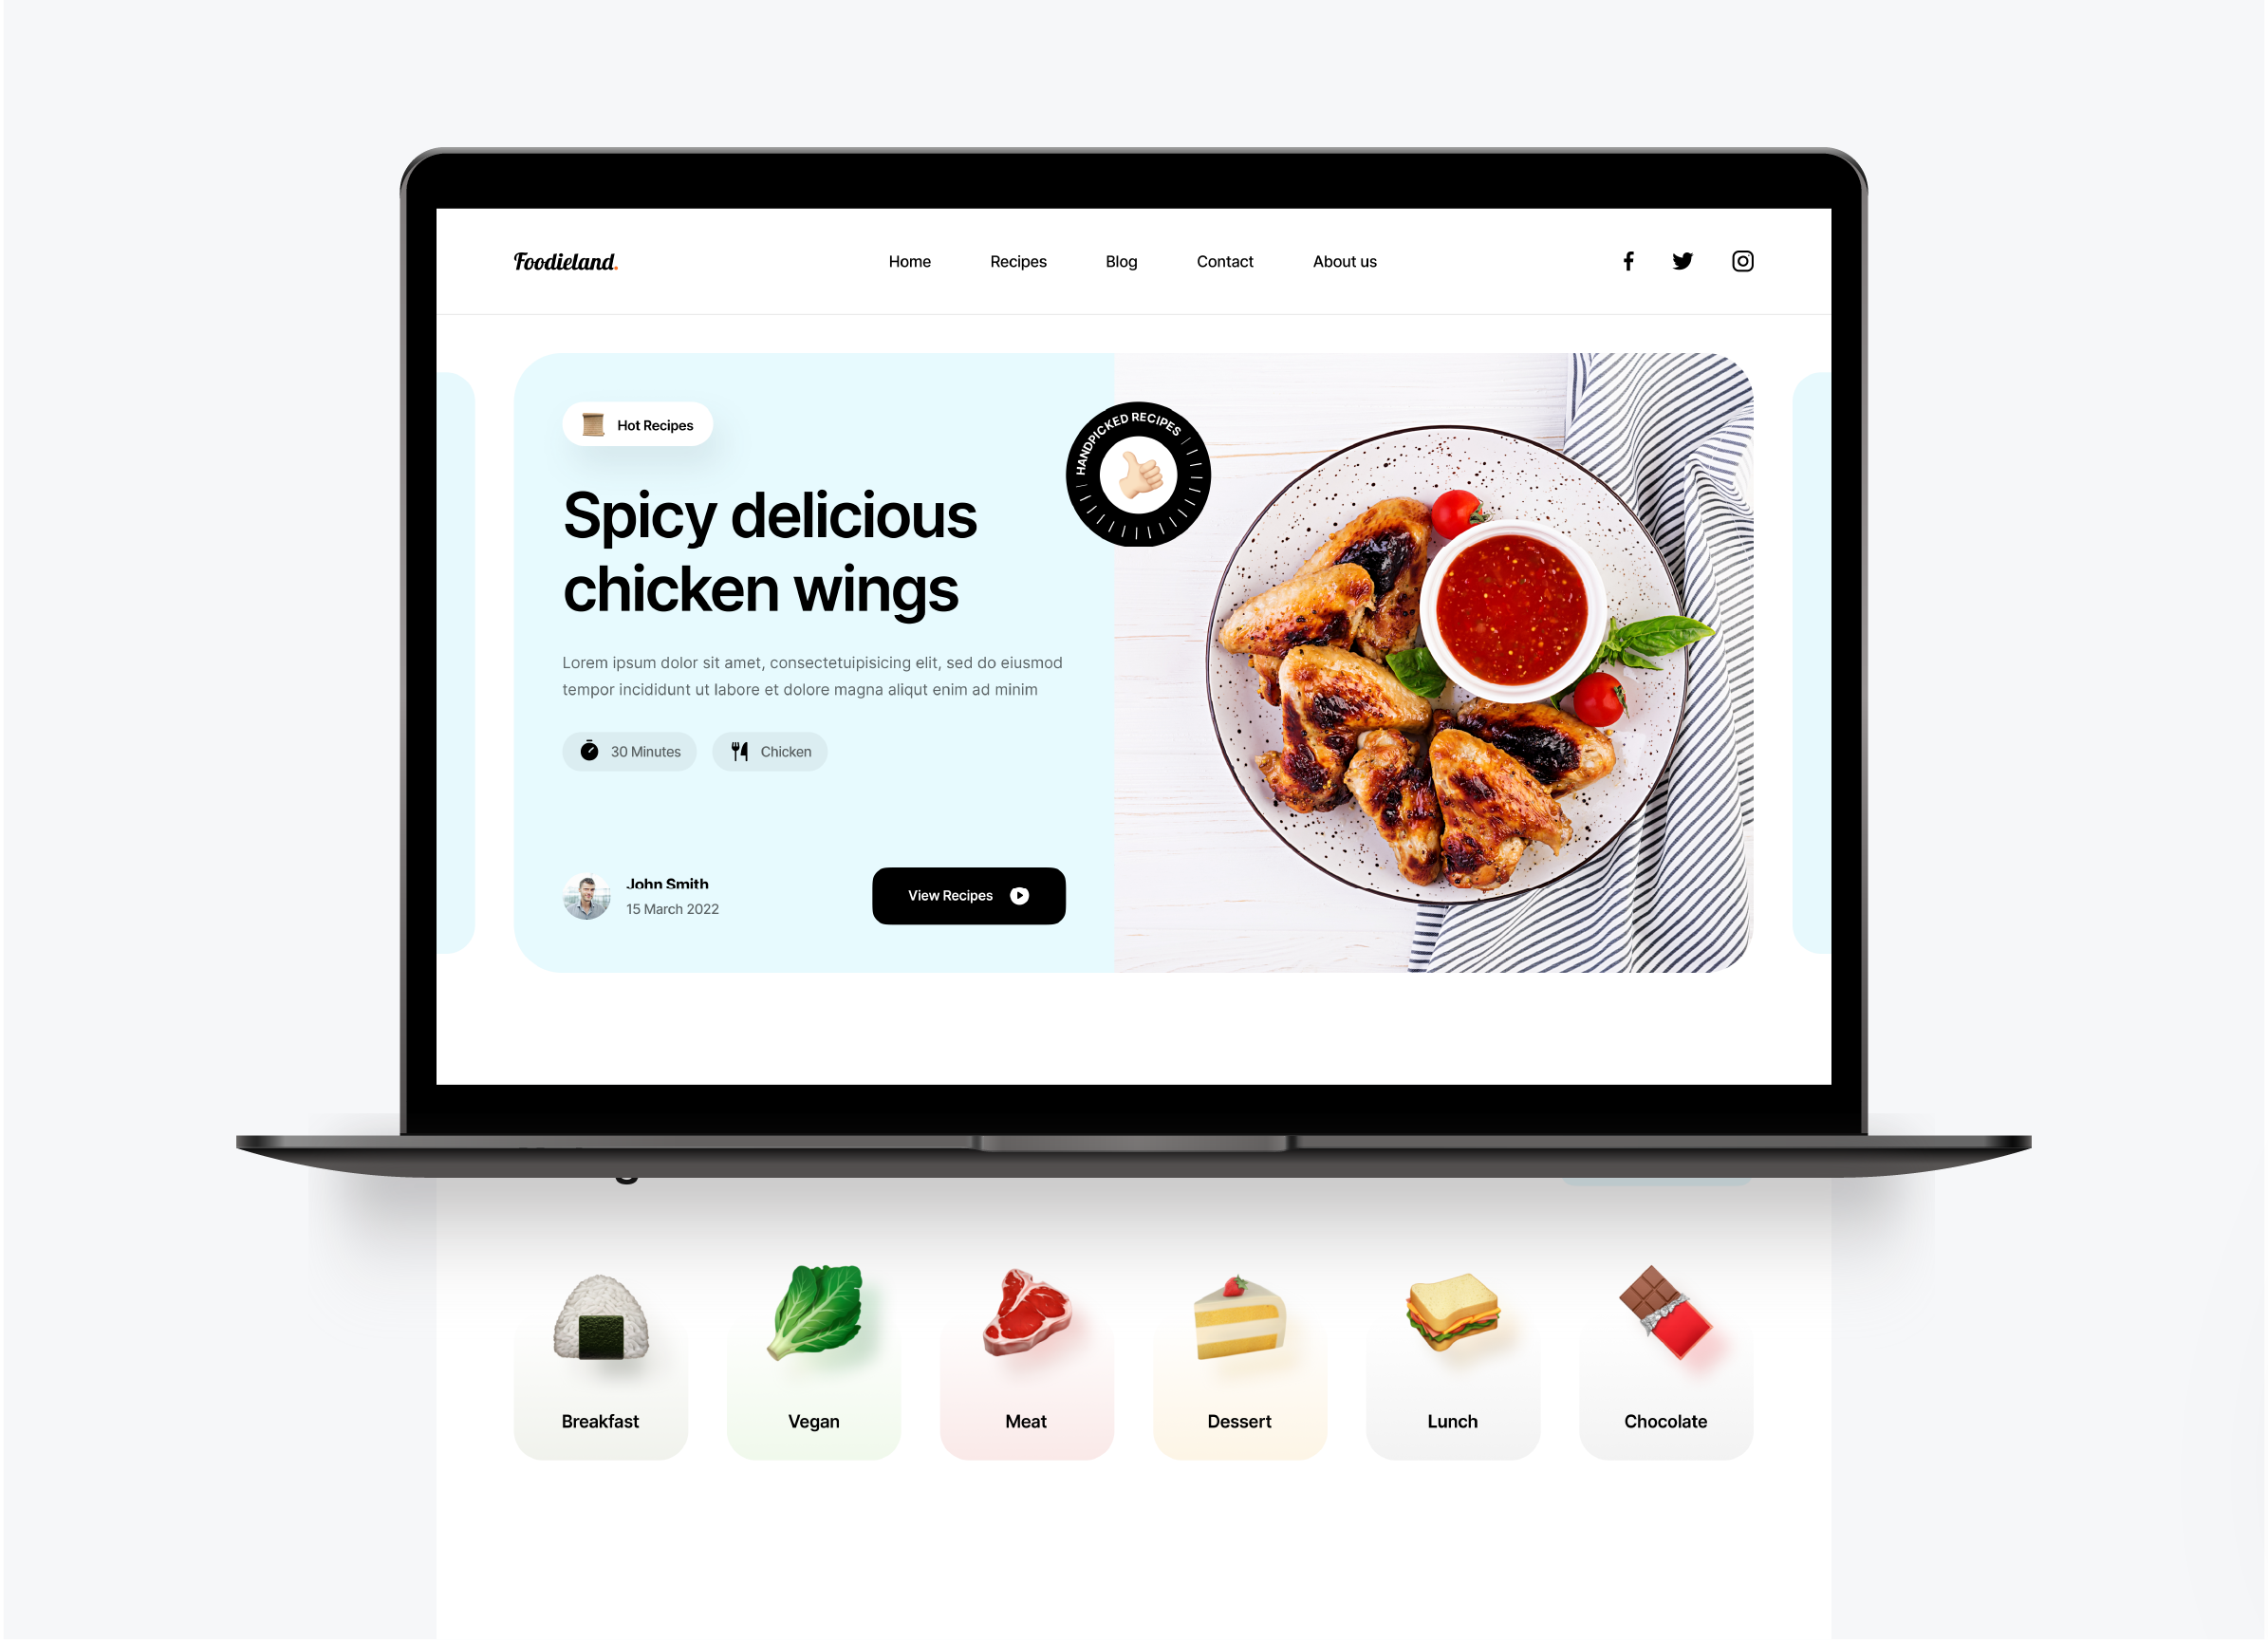 Foodieland.
Home
Recipes
Blog
Contact
About us
Hot Recipes
HANDPICKED RECIPES
Spicy delicious
chicken wings
Lorem ipsum dolor sit amet, consectetuipisicing elit, sed do eiusmod
tempor incididunt ut labore et dolore magna aliqut enim ad minim
30 Minutes
Chicken
John Smith
15 March 2022
View Recipes
Breakfast
Vegan
Meat
Dessert
Lunch
Chocolate